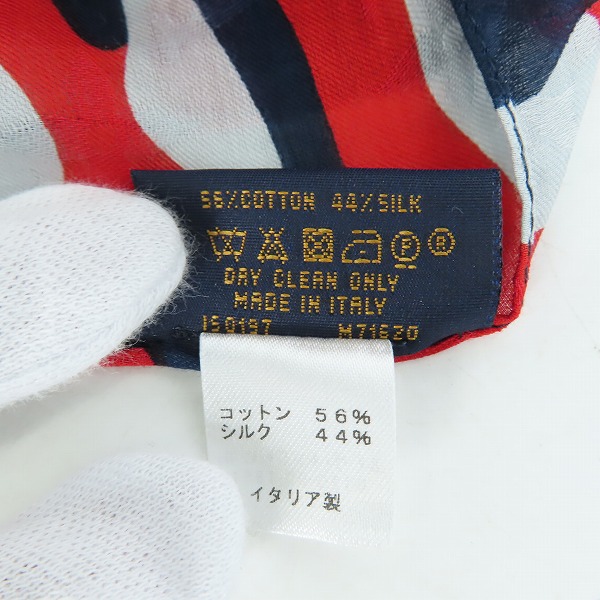 56%COTTON 44%SILK
F R
DRY CLEAN ONLY
MADE IN ITALY
IS0197 M71620
コットン 56%
シルク 44%
イタリア製